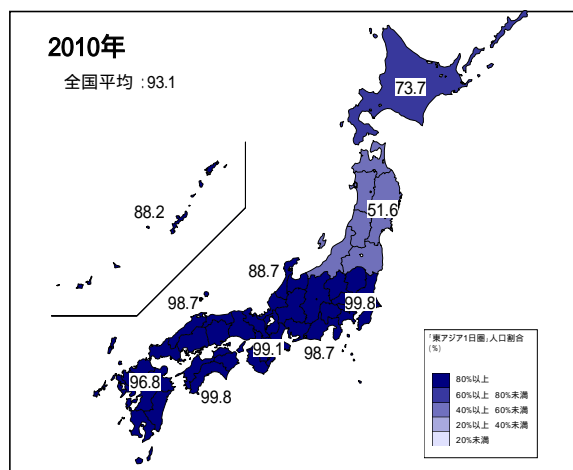 2010年
全国平均 :93.1
73.7
51.6
88.2
88.7
98.7
99.8
99.1
98.7
96.8
99.8
「東アジア1日圏」人口割合
(%)
80%以上
60%以上 80%未満
40%以上 60%未満
20%以上 40%未満
20%未満